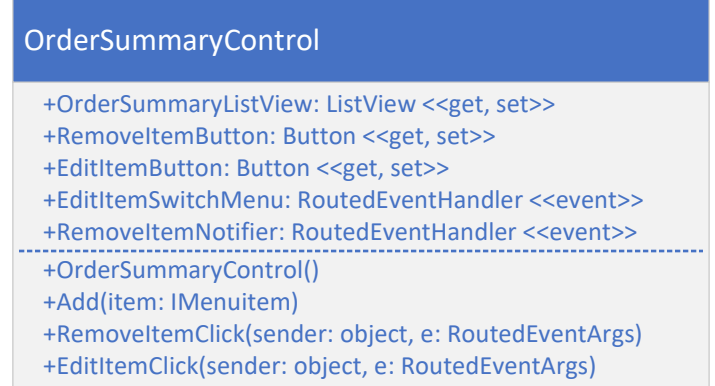 OrderSummaryControl
+OrderSummaryListView: ListView <<get, set>>
+RemoveItemButton: Button <<get, set>>
+EditItemButton: Button <<get, set>>
+EditItemSwitchMenu: RoutedEventHandler <<event>>
+RemoveItemNotifier: RoutedEventHandler <<event>>
+OrderSummaryControl()
+Add(item: IMenuitem)
+RemoveItemClick(sender: object, e: RoutedEventArgs)
+EditItemClick(sender: object, e: RoutedEventArgs)